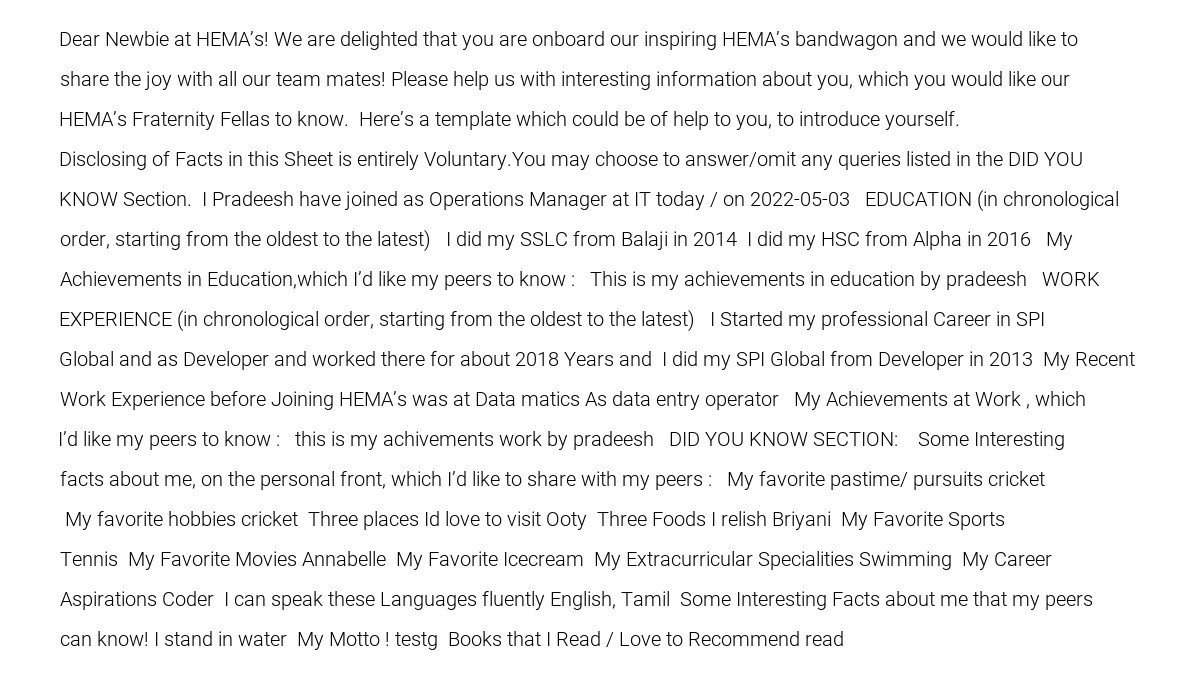 Dear Newbie at HEMA’s! We are delighted that you are onboard our inspiring HEMA’s bandwagon and we would like to
share the joy with all our team mates! Please help us with interesting information about you, which you would like our
HEMA’s Fraternity Fellas to know.  Here’s a template which could be of help to you, to introduce yourself.
Disclosing of Facts in this Sheet is entirely Voluntary.You may choose to answer/omit any queries listed in the DID YOU
KNOW Section.  I Pradeesh have joined as Operations Manager at IT today / on 2022-05-03   EDUCATION (in chronological
order, starting from the oldest to the latest)   I did my SSLC from Balaji in 2014  I did my HSC from Alpha in 2016   My
Achievements in Education,which I’d like my peers to know :   This is my achievements in education by pradeesh   WORK
EXPERIENCE (in chronological order, starting from the oldest to the latest)   I Started my professional Career in SPI
Global and as Developer and worked there for about 2018 Years and  I did my SPI Global from Developer in 2013  My Recent
Work Experience before Joining HEMA’s was at Data matics As data entry operator   My Achievements at Work , which
I’d like my peers to know :   this is my achivements work by pradeesh   DID YOU KNOW SECTION:    Some Interesting
facts about me, on the personal front, which I’d like to share with my peers :   My favorite pastime/ pursuits cricket
My favorite hobbies cricket  Three places Id love to visit Ooty  Three Foods I relish Briyani  My Favorite Sports
Tennis  My Favorite Movies Annabelle  My Favorite Icecream  My Extracurricular Specialities Swimming  My Career
Aspirations Coder  I can speak these Languages fluently English, Tamil  Some Interesting Facts about me that my peers
can know! I stand in water  My Motto ! testg  Books that I Read / Love to Recommend read